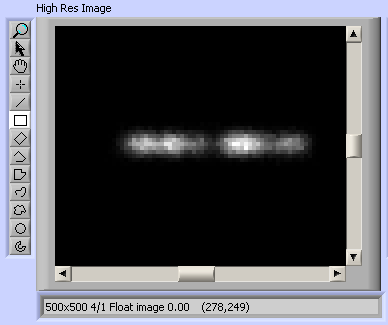 High Res Image
500x500 4/1 Float image 0.00 (278,249)